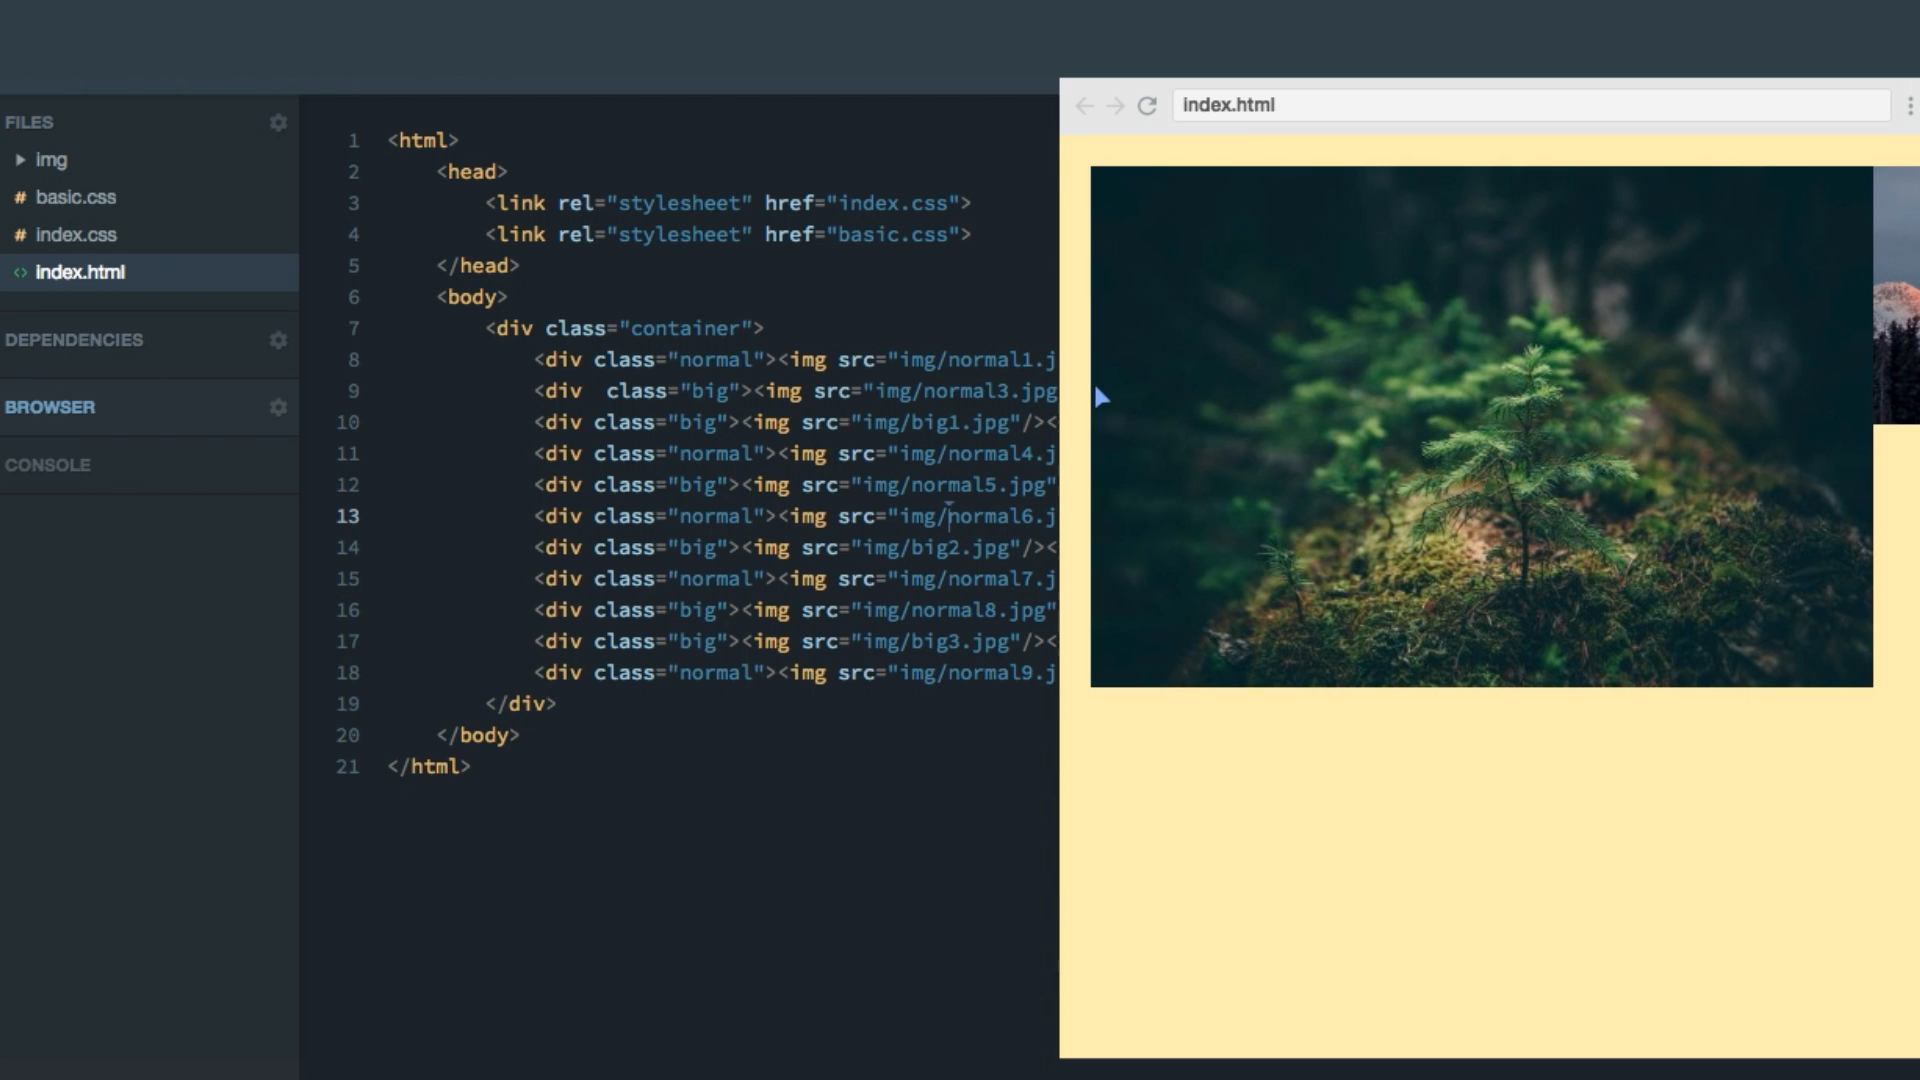 FILES
img
# basic.css
# index.css
<> index.html
DEPENDENCIES
BROWSER
CONSOLE
1 <html>
2 <head>
3 <link rel="stylesheet" href="index.css">
4 <link rel="stylesheet" href="basic.css">
5 </head>
6 <body>
7 <div class="container">
8 <div class="normal"><img src="img/normal1.j
9 <div  class="big"><img src="img/normal3.jpg
10 <div class="big"><img src="img/big1.jpg"/><
11 <div class="normal"><img src="img/normal4.j
12 <div class="big"><img src="img/normal5.jpg"
13 <div class="normal"><img src="img/normal6.j
14 <div class="big"><img src="img/big2.jpg"/><
15 <div class="normal"><img src="img/normal7.j
16 <div class="big"><img src="img/normal8.jpg"
17 <div class="big"><img src="img/big3.jpg"/><
18 <div class="normal"><img src="img/normal9.j
19 </div>
20 </body>
21 </html>
index.html